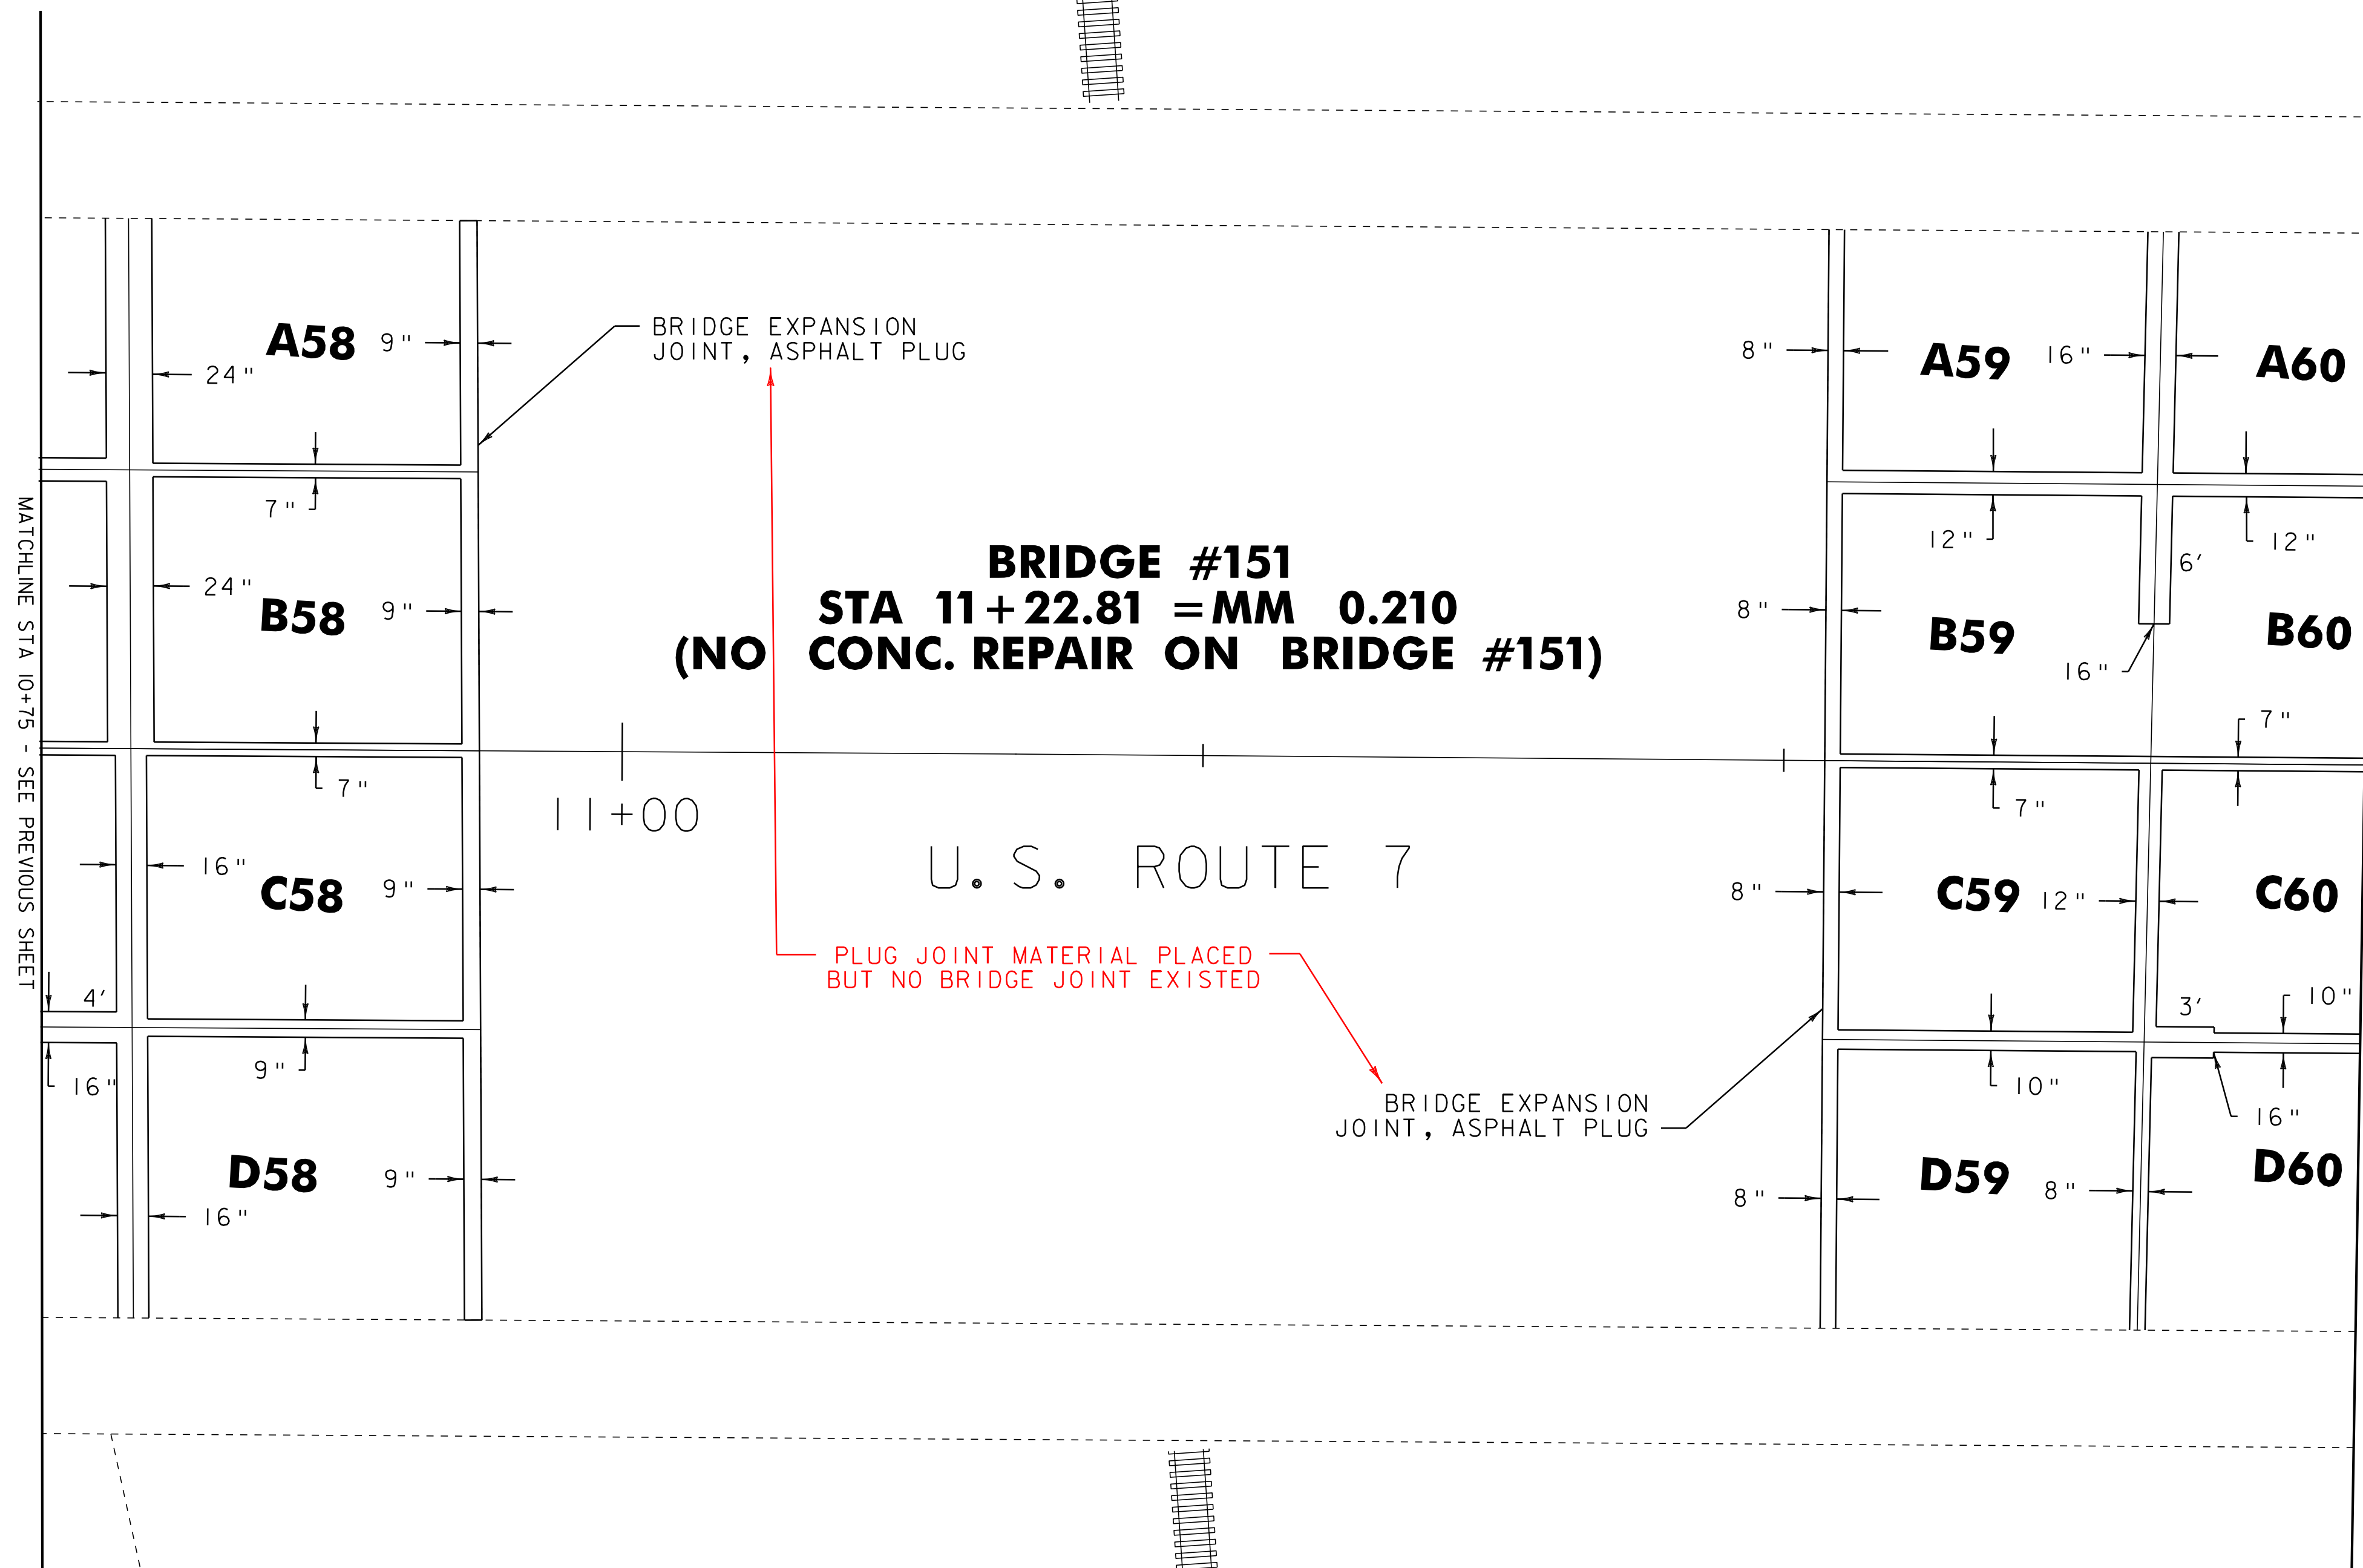 MATCHLINE STA 10+75 - SEE PREVIOUS SHEET
A58
9"
24"
BRIDGE EXPANSION
JOINT, ASPHALT PLUG
8"
A59
16"
A60
7"
12"
12"
6'
24"
B58
9"
BRIDGE #151
STA 11+22.81 =MM 0.210
(NO CONC. REPAIR ON BRIDGE #151)
8"
B59
B60
16"
7"
7"
11+00
7"
16"
C58
9"
U.S. ROUTE 7
8"
C59
12"
C60
PLUG JOINT MATERIAL PLACED
BUT NO BRIDGE JOINT EXISTED
4'
3'
10"
16"
9"
10"
16"
BRIDGE EXPANSION
JOINT, ASPHALT PLUG
D58
9"
16"
8"
D59
8"
D60